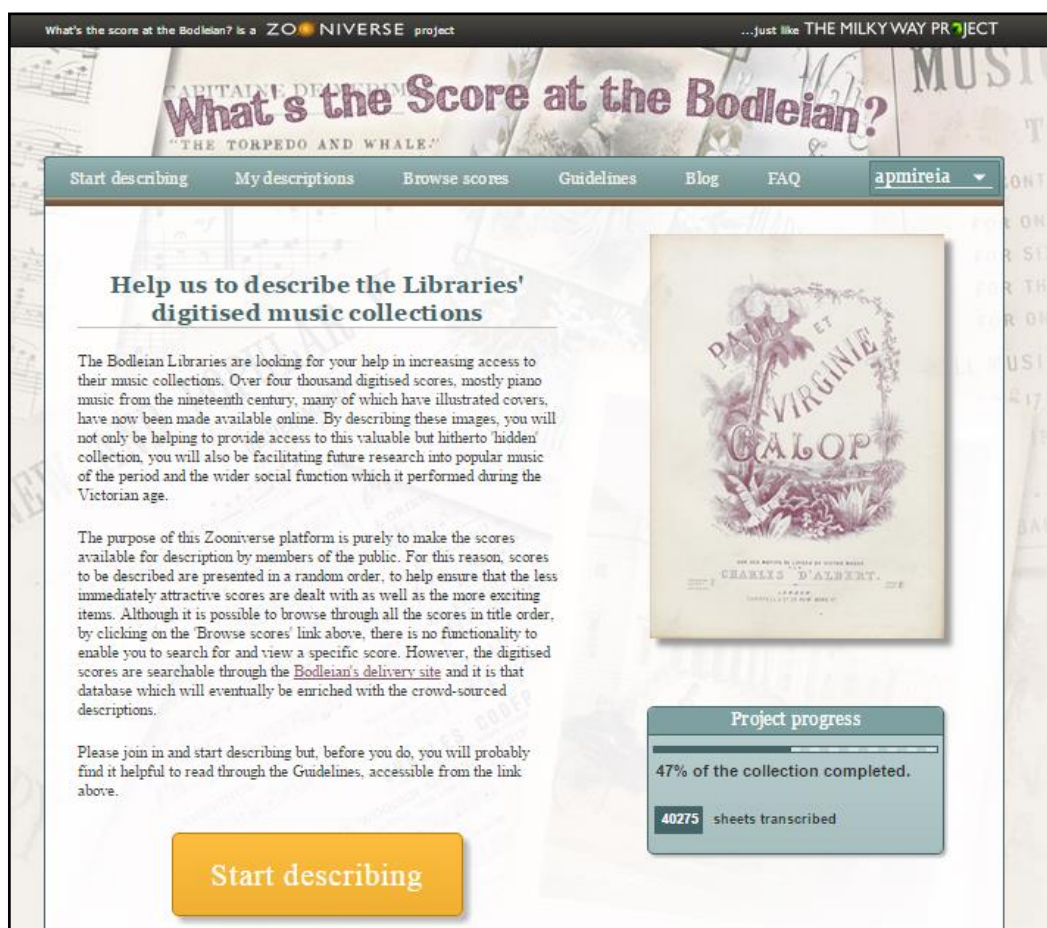 What's the score at the Bodleian? is a ZOONIVERSE project
...just like THE MILKY WAY PROJECT
CAPITAINE
What's the Score at the Bodleian?
"THE TORPEDO AND WHALE."
MUSI
Start describing My descriptions Browse scores Guidelines Blog FAQ apmireia
Help us to describe the Libraries'
digitised music collections
The Bodleian Libraries are looking for your help in increasing access to
their music collections. Over four thousand digitised scores, mostly piano
music from the nineteenth century, many of which have illustrated covers,
have now been made available online. By describing these images, you will
not only be helping to provide access to this valuable but hitherto 'hidden'
collection, you will also be facilitating future research into popular music
of the period and the wider social function which it performed during the
Victorian age.
The purpose of this Zooniverse platform is purely to make the scores
available for description by members of the public. For this reason, scores
to be described are presented in a random order, to help ensure that the less
immediately attractive scores are dealt with as well as the more exciting
items. Although it is possible to browse through all the scores in title order,
by clicking on the 'Browse scores' link above, there is no functionality to
enable you to search for and view a specific score. However, the digitised
scores are searchable through the Bodleian's delivery site and it is that
database which will eventually be enriched with the crowd-sourced
descriptions.
Please join in and start describing but, before you do, you will probably
find it helpful to read through the Guidelines, accessible from the link
above.
Start describing
PAUL ET
VIRGINIE
GALOP
CHARLES D'ALBERT.
LONDON
Project progress
47% of the collection completed.
40275 sheets transcribed